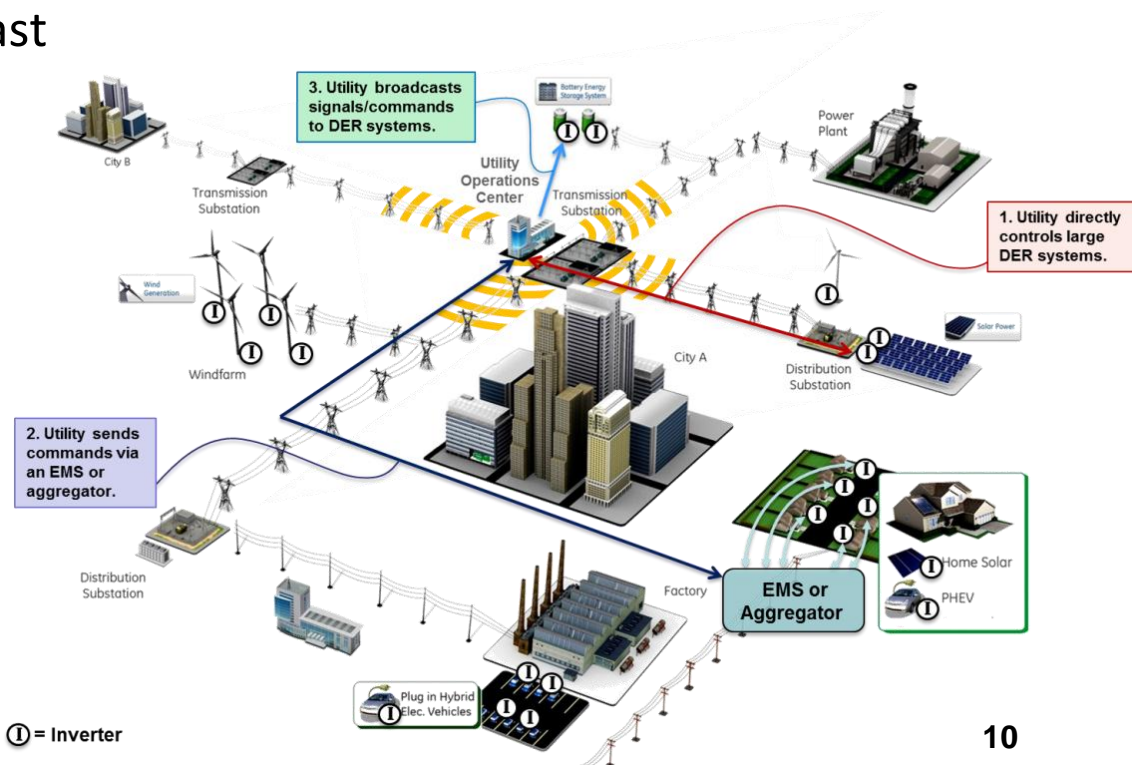 ast
3. Utility broadcasts
signals/commands
to DER systems.
Battery Energy
Storage System
I
I
Power
Plant
City B
Utility
Operations
Center
Transmission
Substation
Transmission
Substation
1. Utility directly
controls large
DER systems.
Wind
Generation
I
I
I
I
I
Windfarm
Solar Power
I
I
Distribution
Substation
City A
2. Utility sends
commands via
an EMS or
aggregator.
I
I
I
I
I
Distribution
Substation
Factory
EMS or
Aggregator
I
Home Solar
I
PHEV
I
I
I
I
Plug in Hybrid
I
Elec. Vehicles
I = Inverter
10